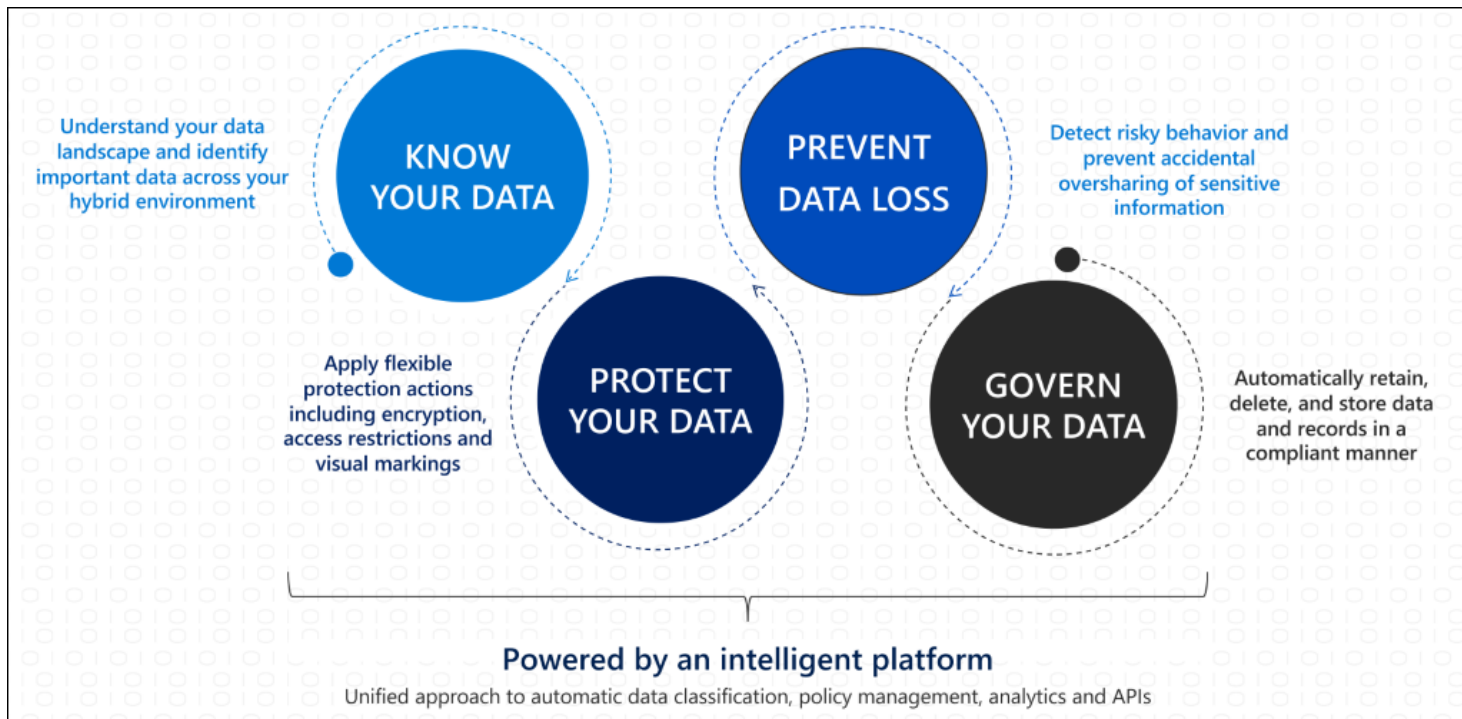 Understand your data
landscape and identify
important data across your
hybrid environment
KNOW
YOUR DATA
PREVENT
DATA LOSS
Detect risky behavior and
prevent accidental
oversharing of sensitive
information
Apply flexible
protection actions
including encryption,
access restrictions and
visual markings
PROTECT
YOUR DATA
GOVERN
YOUR DATA
Automatically retain,
delete, and store data
and records in a
compliant manner
Powered by an intelligent platform
Unified approach to automatic data classification, policy management, analytics and APIs